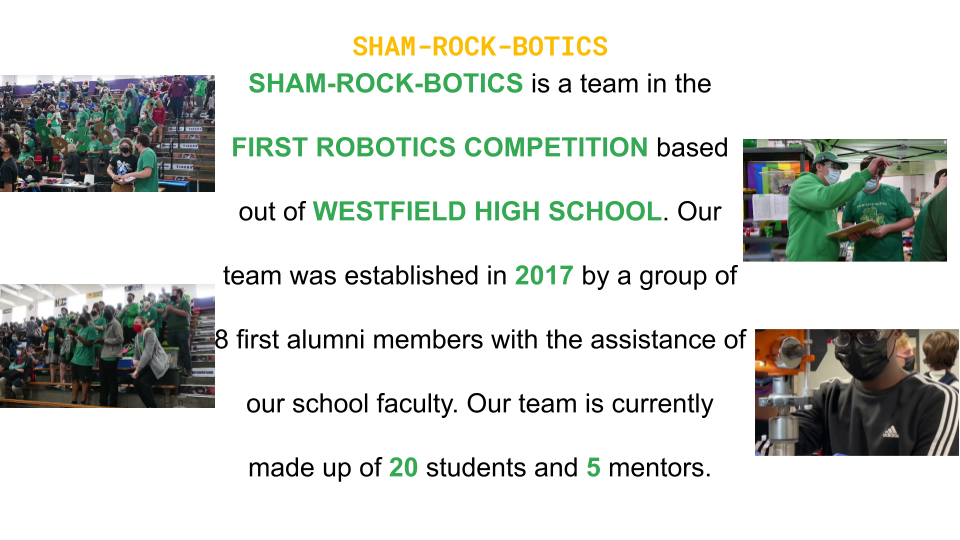 SHAM-ROCK-BOTICS
SHAM-ROCK-BOTICS is a team in the
FIRST ROBOTICS COMPETITION based
out of WESTFIELD HIGH SCHOOL. Our
team was established in 2017 by a group of
8 first alumni members with the assistance of
our school faculty. Our team is currently
made up of 20 students and 5 mentors.
adidas